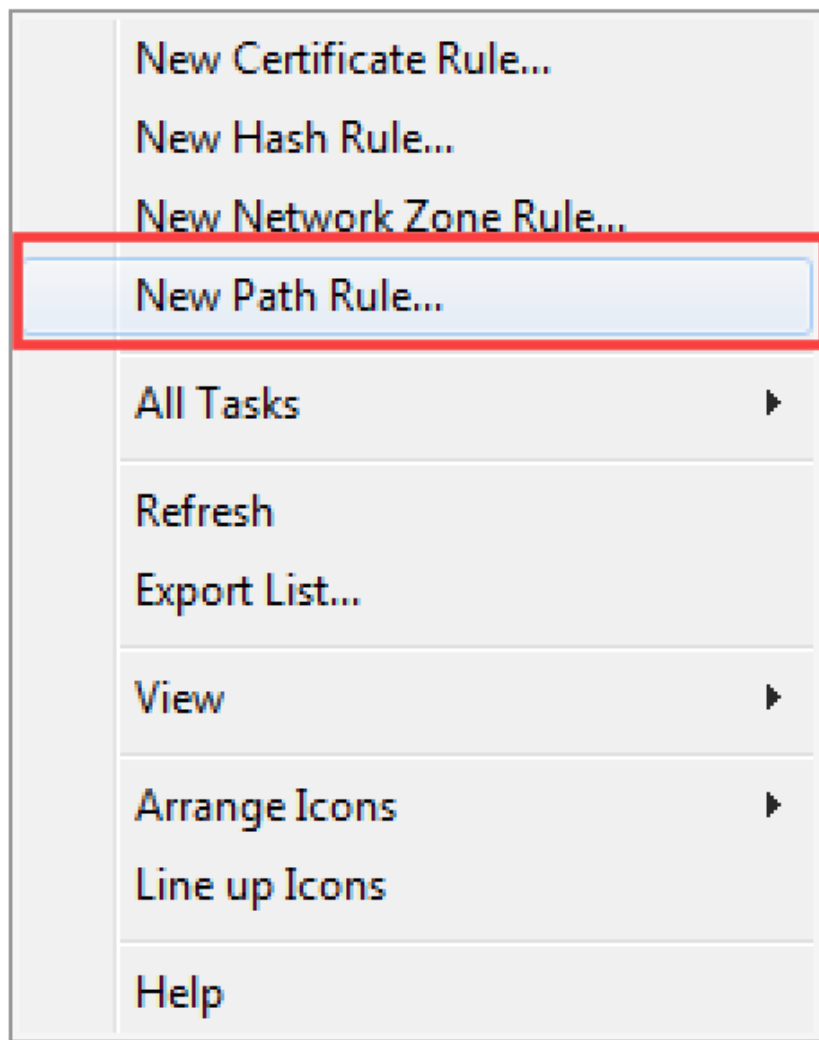 New Certificate Rule...
New Hash Rule...
New Network Zone Rule...
New Path Rule...
All Tasks
Refresh
Export List...
View
Arrange Icons
Line up Icons
Help